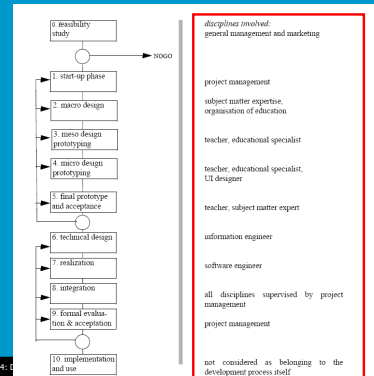 0. feasibility
study
NOGO
1. start-up phase
2. macro design
3. meso design
prototyping
4. micro design
prototyping
5. final prototype
and acceptance
6. technical design
7. realization
8. integration
9. formal evalua-
tion & acceptation
10. implementation
and use
disciplines involved:
general management and marketing
project management
subject matter expertise,
organisation of education
teacher, educational specialist
teacher, educational specialist,
UI designer
teacher, subject matter expert
information engineer
software engineer
all disciplines supervised by project
management
project management
not considered as belonging to the
development process itself
4: D